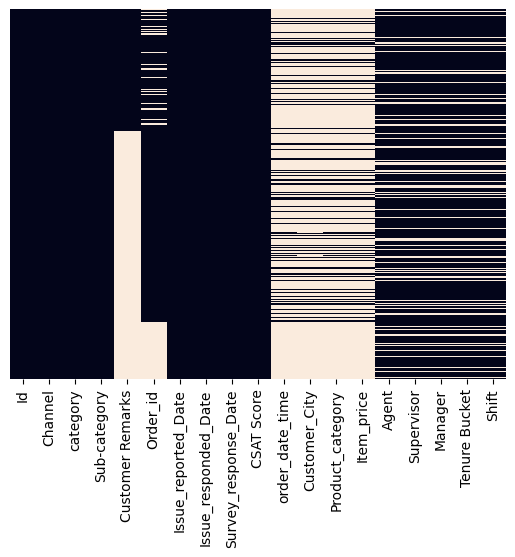 Id
Channel
category
Sub-category
Customer Remarks
Order_id
Issue_reported_Date
Issue_responded_Date
Survey_response_Date
CSAT Score
order_date_time
Customer_City
Product_category
Item_price
Agent
Supervisor
Manager
Tenure Bucket
Shift